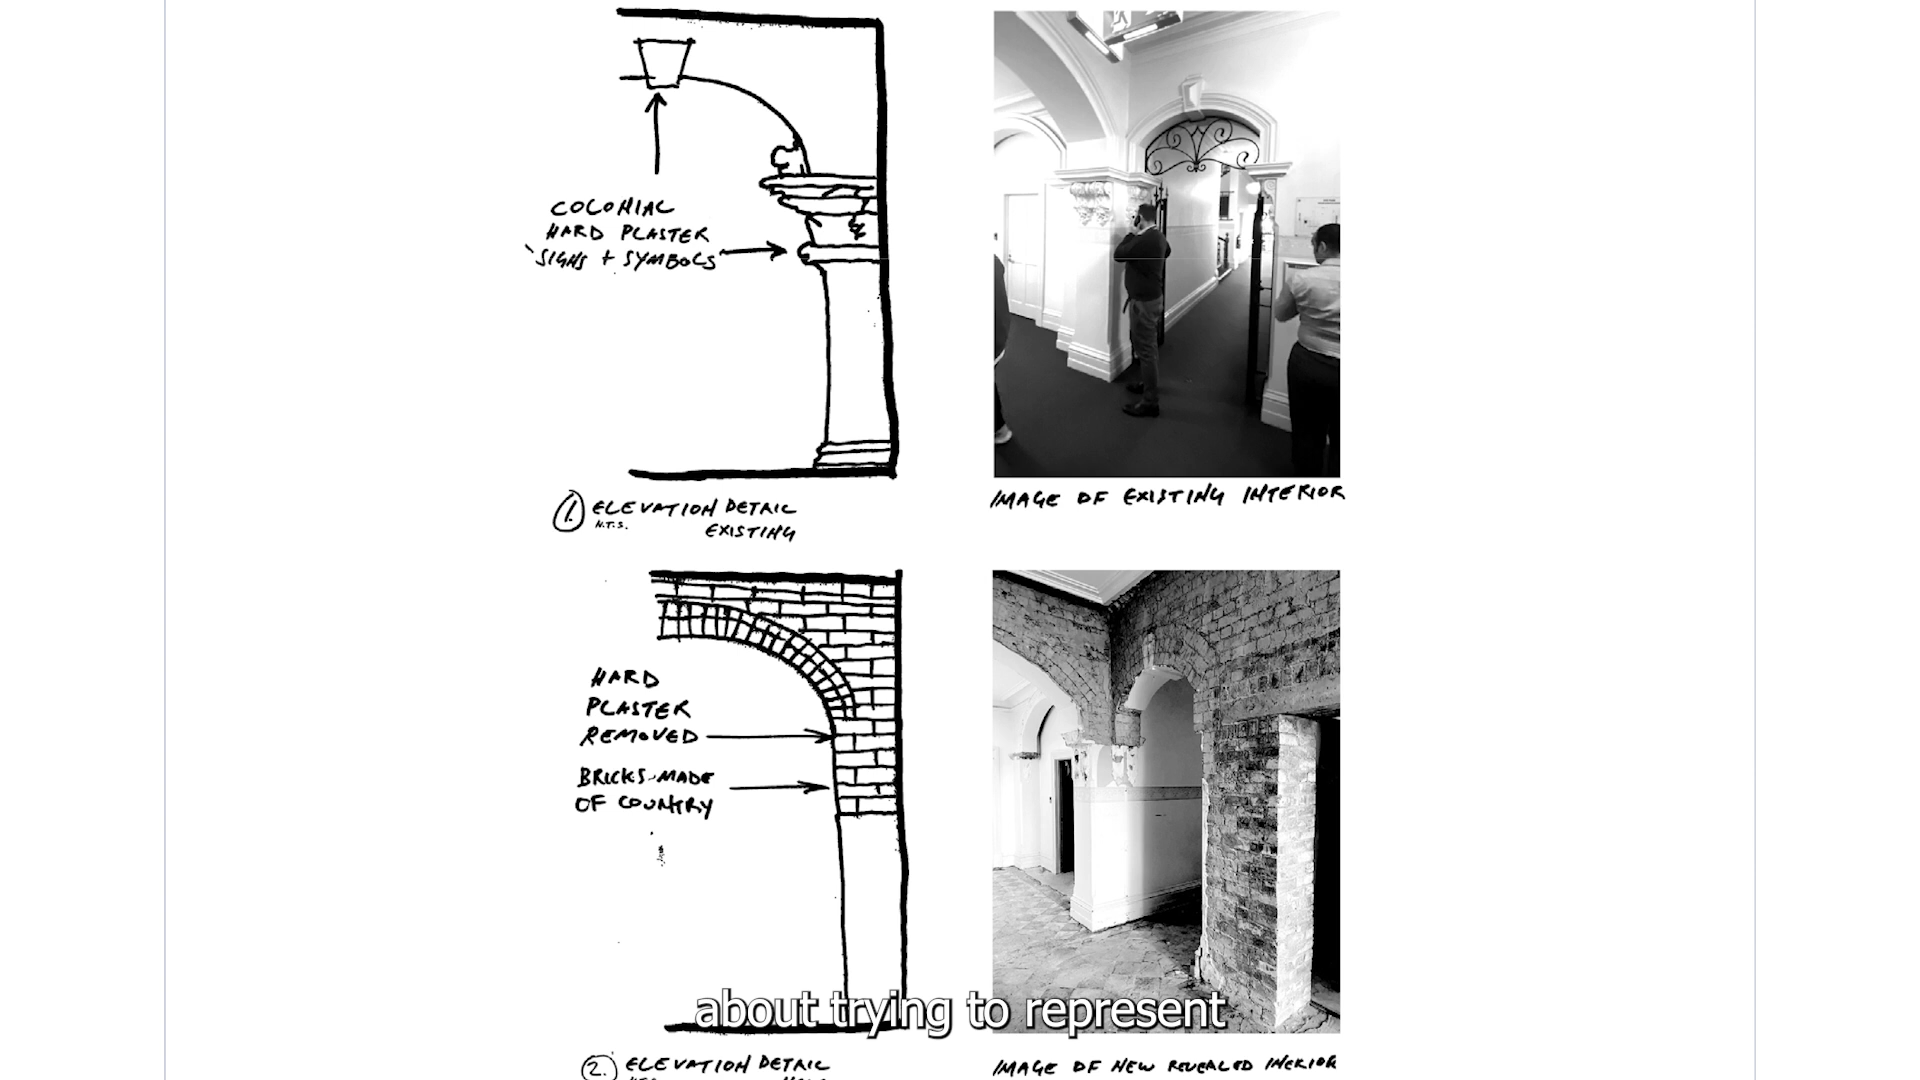 COLONIAL
HARD PLASTER
SIGNS + SYMBOLS
1. ELEVATION DETAIL
N.T.S. EXISTING
IMAGE OF EXISTING INTERIOR
HARD
PLASTER
REMOVED
BRICKS MADE
OF COUNTRY
about trying to represent
2. ELEVATION DETAIL
IMAGE OF NEW REVEALED INERIOR